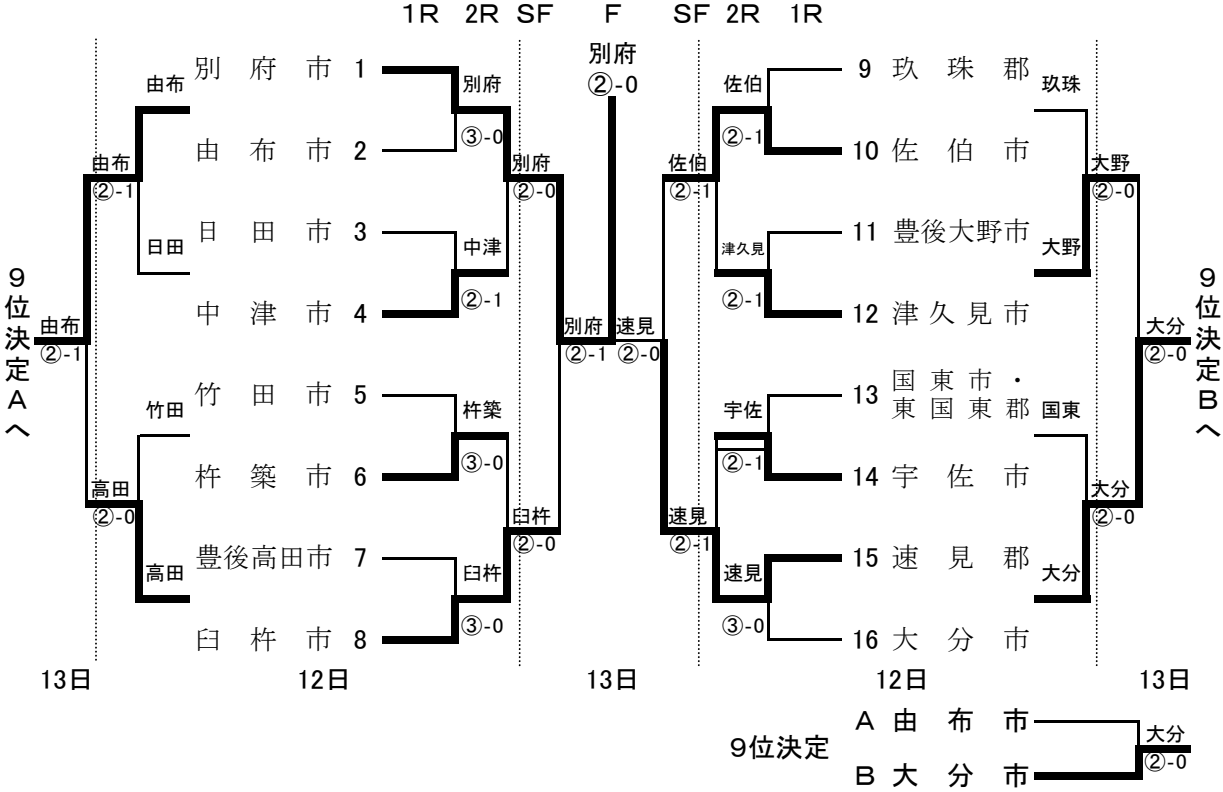 1R 2R SF F SF 2R 1R
別府
②-0
由布 別府市 1 別府 佐伯 9 玖珠郡 玖珠
③-0 ②-1
由布市 2 10 佐伯市
由布 別府 佐伯 大野
②-1 ②-0 ②-1 ②-0
日田 日田市 3 中津 津久見 11 豊後大野市 大野
②-1 ②-1
中津市 4 12 津久見市
9位決定Aへ 由布 別府 速見 大分 9位決定Bへ
②-1 ②-1 ②-0 ②-0
竹田 竹田市 5 杵築 宇佐 13 国東市・
東国東郡 国東
③-0 ②-1
杵築市 6 14 宇佐市
高田 臼杵 速見 大分
②-0 ②-0 ②-1 ②-0
高田 豊後高田市 7 臼杵 速見 15 速見郡 大分
③-0 ③-0
臼杵市 8 16 大分市
13日 12日 13日 12日 13日
9位決定
A 由布市
大分
②-0
B 大分市